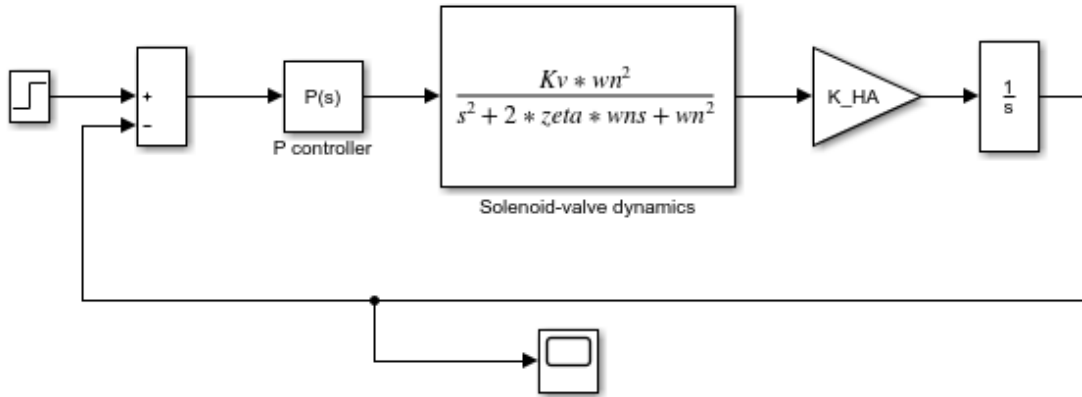 +
−
P(s)
P controller
Kv * wn²
s² + 2 * zeta * wns + wn²
Solenoid-valve dynamics
K_HA
1
s